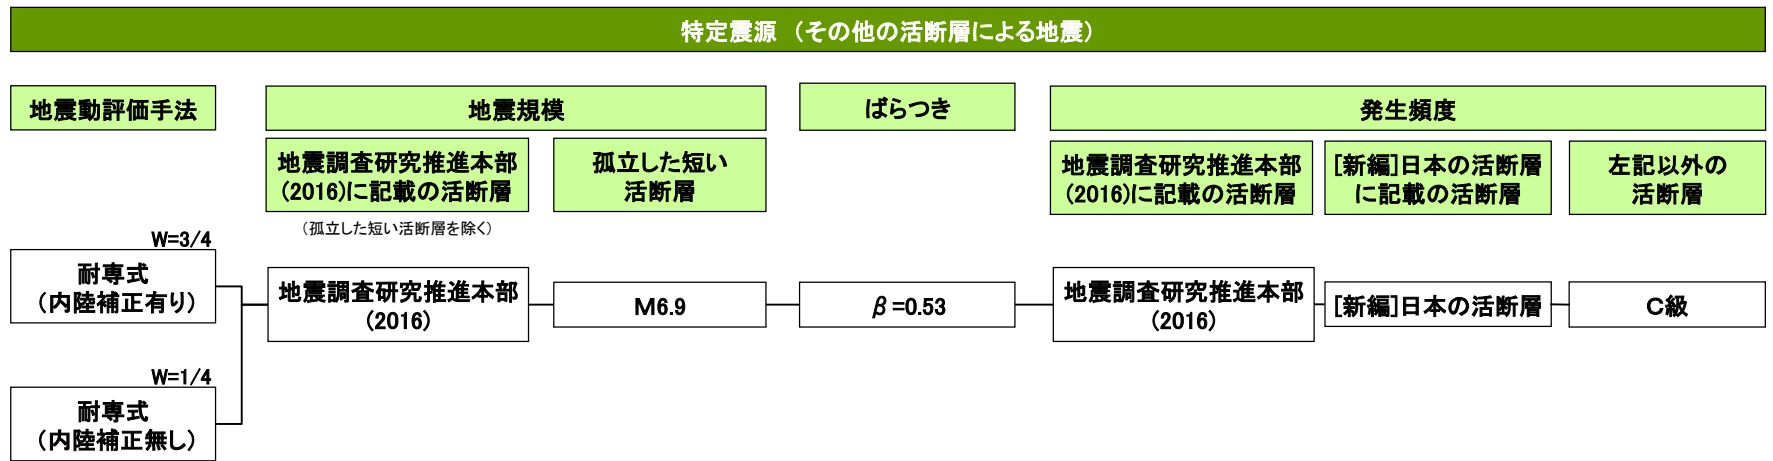 特定震源 （その他の活断層による地震）
地震動評価手法
地震規模
ばらつき
発生頻度
地震調査研究推進本部
(2016)に記載の活断層
孤立した短い
活断層
地震調査研究推進本部
(2016)に記載の活断層
[新編]日本の活断層
に記載の活断層
左記以外の
活断層
（孤立した短い活断層を除く）
W=3/4
耐専式
（内陸補正有り）
地震調査研究推進本部
(2016)
M6.9
β=0.53
地震調査研究推進本部
(2016)
[新編]日本の活断層
C級
W=1/4
耐専式
（内陸補正無し）